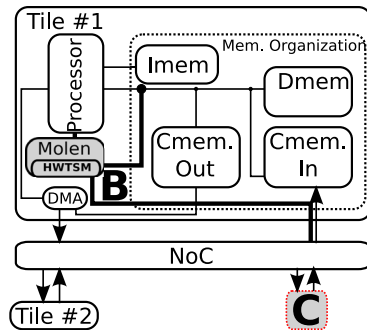 Tile #1
Mem. Organization
Processor
Imem
Dmem
Molen
HWTSM
Cmem.
Out
Cmem.
In
B
DMA
NoC
Tile #2
C